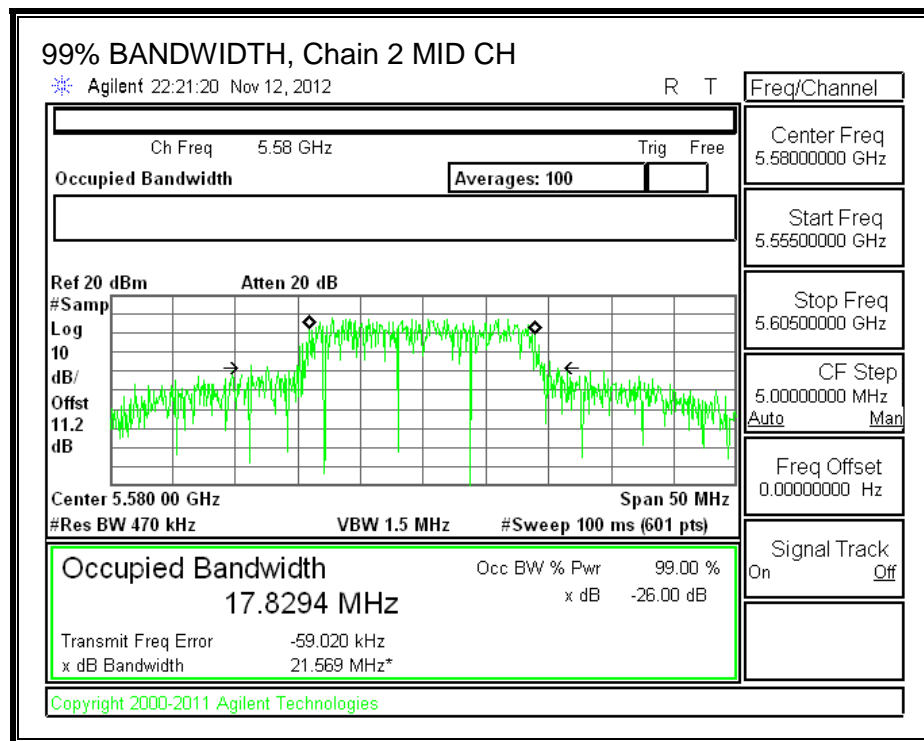 99% BANDWIDTH, Chain 2 MID CH
Agilent 22:21:20 Nov 12, 2012 R T
Freq/Channel
Ch Freq 5.58 GHz Trig Free
Occupied Bandwidth Averages: 100
Center Freq
5.58000000 GHz
Start Freq
5.55500000 GHz
Ref 20 dBm Atten 20 dB
#Samp
Log
10
dB/
Offst
11.2
dB
Stop Freq
5.60500000 GHz
CF Step
5.00000000 MHz
Auto Man
Freq Offset
0.00000000 Hz
Center 5.580 00 GHz Span 50 MHz
#Res BW 470 kHz VBW 1.5 MHz #Sweep 100 ms (601 pts)
Signal Track
On Off
Occupied Bandwidth Occ BW % Pwr 99.00 %
17.8294 MHz x dB -26.00 dB
Transmit Freq Error -59.020 kHz
x dB Bandwidth 21.569 MHz*
Copyright 2000-2011 Agilent Technologies